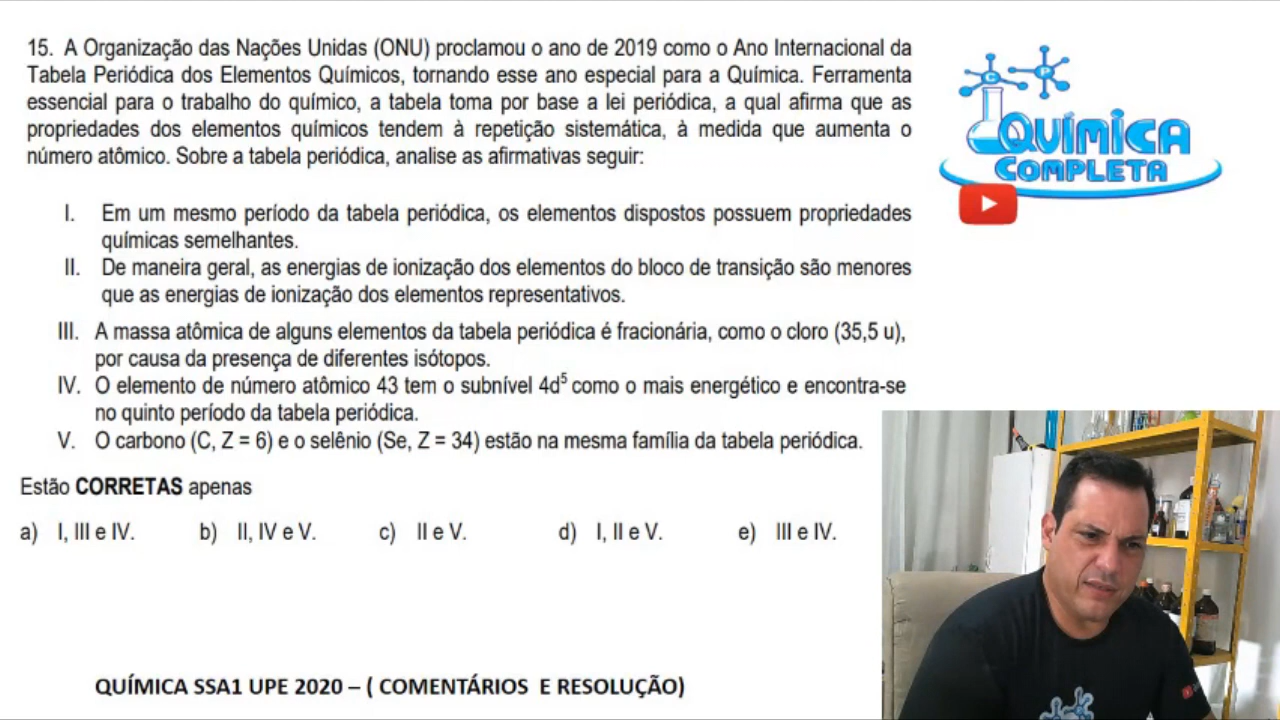 15. A Organização das Nações Unidas (ONU) proclamou o ano de 2019 como o Ano Internacional da
Tabela Periódica dos Elementos Químicos, tornando esse ano especial para a Química. Ferramenta
essencial para o trabalho do químico, a tabela toma por base a lei periódica, a qual afirma que as
propriedades dos elementos químicos tendem à repetição sistemática, à medida que aumenta o
número atômico. Sobre a tabela periódica, analise as afirmativas seguir:
C P
QUÍMICA
COMPLETA
I. Em um mesmo período da tabela periódica, os elementos dispostos possuem propriedades
químicas semelhantes.
II. De maneira geral, as energias de ionização dos elementos do bloco de transição são menores
que as energias de ionização dos elementos representativos.
III. A massa atômica de alguns elementos da tabela periódica é fracionária, como o cloro (35,5 u),
por causa da presença de diferentes isótopos.
IV. O elemento de número atômico 43 tem o subnível 4d⁵ como o mais energético e encontra-se
no quinto período da tabela periódica.
V. O carbono (C, Z = 6) e o selênio (Se, Z = 34) estão na mesma família da tabela periódica.
Estão CORRETAS apenas
a) I, III e IV. b) II, IV e V. c) II e V. d) I, II e V. e) III e IV.
QUÍMICA SSA1 UPE 2020 – ( COMENTÁRIOS E RESOLUÇÃO)